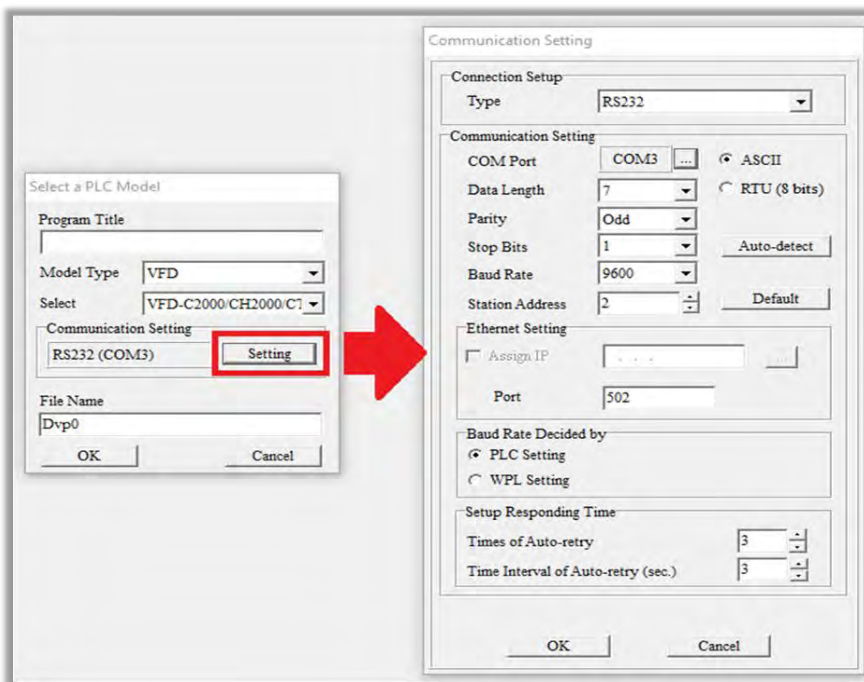 Select a PLC Model
Program Title
Model Type VFD
Select VFD-C2000/CH2000/CT
Communication Setting
RS232 (COM3) Setting
File Name
Dvp0
OK Cancel
Communication Setting
Connection Setup
Type RS232
Communication Setting
COM Port COM3 ... ASCII
Data Length 7 RTU (8 bits)
Parity Odd
Stop Bits 1 Auto-detect
Baud Rate 9600
Station Address 2 Default
Ethernet Setting
Assign IP . . . ...
Port 502
Baud Rate Decided by
PLC Setting
WPL Setting
Setup Responding Time
Times of Auto-retry 3
Time Interval of Auto-retry (sec.) 3
OK Cancel